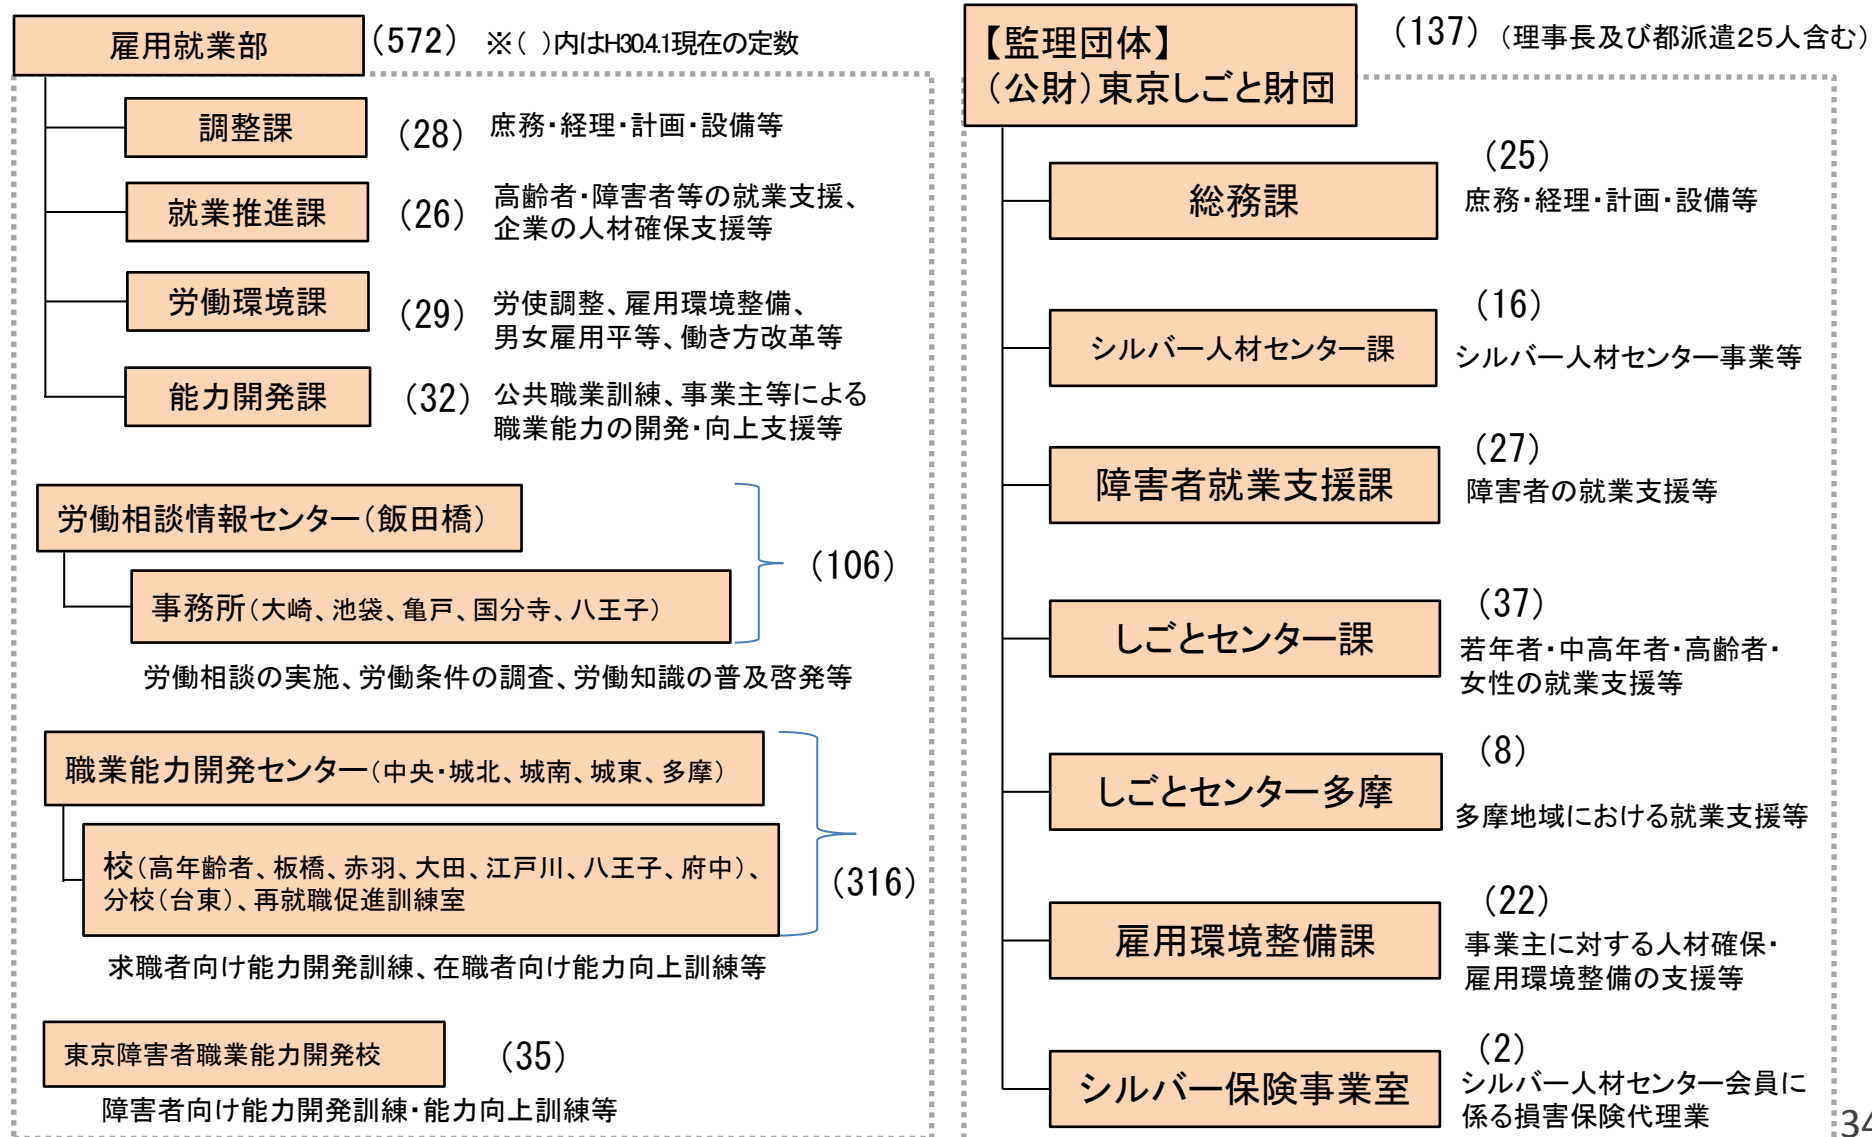 雇用就業部
(572) ※( )内はH30.4.1現在の定数
調整課
(28)
庶務・経理・計画・設備等
就業推進課
(26)
高齢者・障害者等の就業支援、
企業の人材確保支援等
労働環境課
(29)
労使調整、雇用環境整備、
男女雇用平等、働き方改革等
能力開発課
(32)
公共職業訓練、事業主等による
職業能力の開発・向上支援等
労働相談情報センター(飯田橋)
事務所(大崎、池袋、亀戸、国分寺、八王子)
(106)
労働相談の実施、労働条件の調査、労働知識の普及啓発等
職業能力開発センター(中央・城北、城南、城東、多摩)
校(高年齢者、板橋、赤羽、大田、江戸川、八王子、府中)、
分校(台東)、再就職促進訓練室
(316)
求職者向け能力開発訓練、在職者向け能力向上訓練等
東京障害者職業能力開発校
(35)
障害者向け能力開発訓練・能力向上訓練等
【監理団体】
(公財)東京しごと財団
(137) (理事長及び都派遣25人含む)
総務課
(25)
庶務・経理・計画・設備等
シルバー人材センター課
(16)
シルバー人材センター事業等
障害者就業支援課
(27)
障害者の就業支援等
しごとセンター課
(37)
若年者・中高年者・高齢者・
女性の就業支援等
しごとセンター多摩
(8)
多摩地域における就業支援等
雇用環境整備課
(22)
事業主に対する人材確保・
雇用環境整備の支援等
シルバー保険事業室
(2)
シルバー人材センター会員に
係る損害保険代理業
34